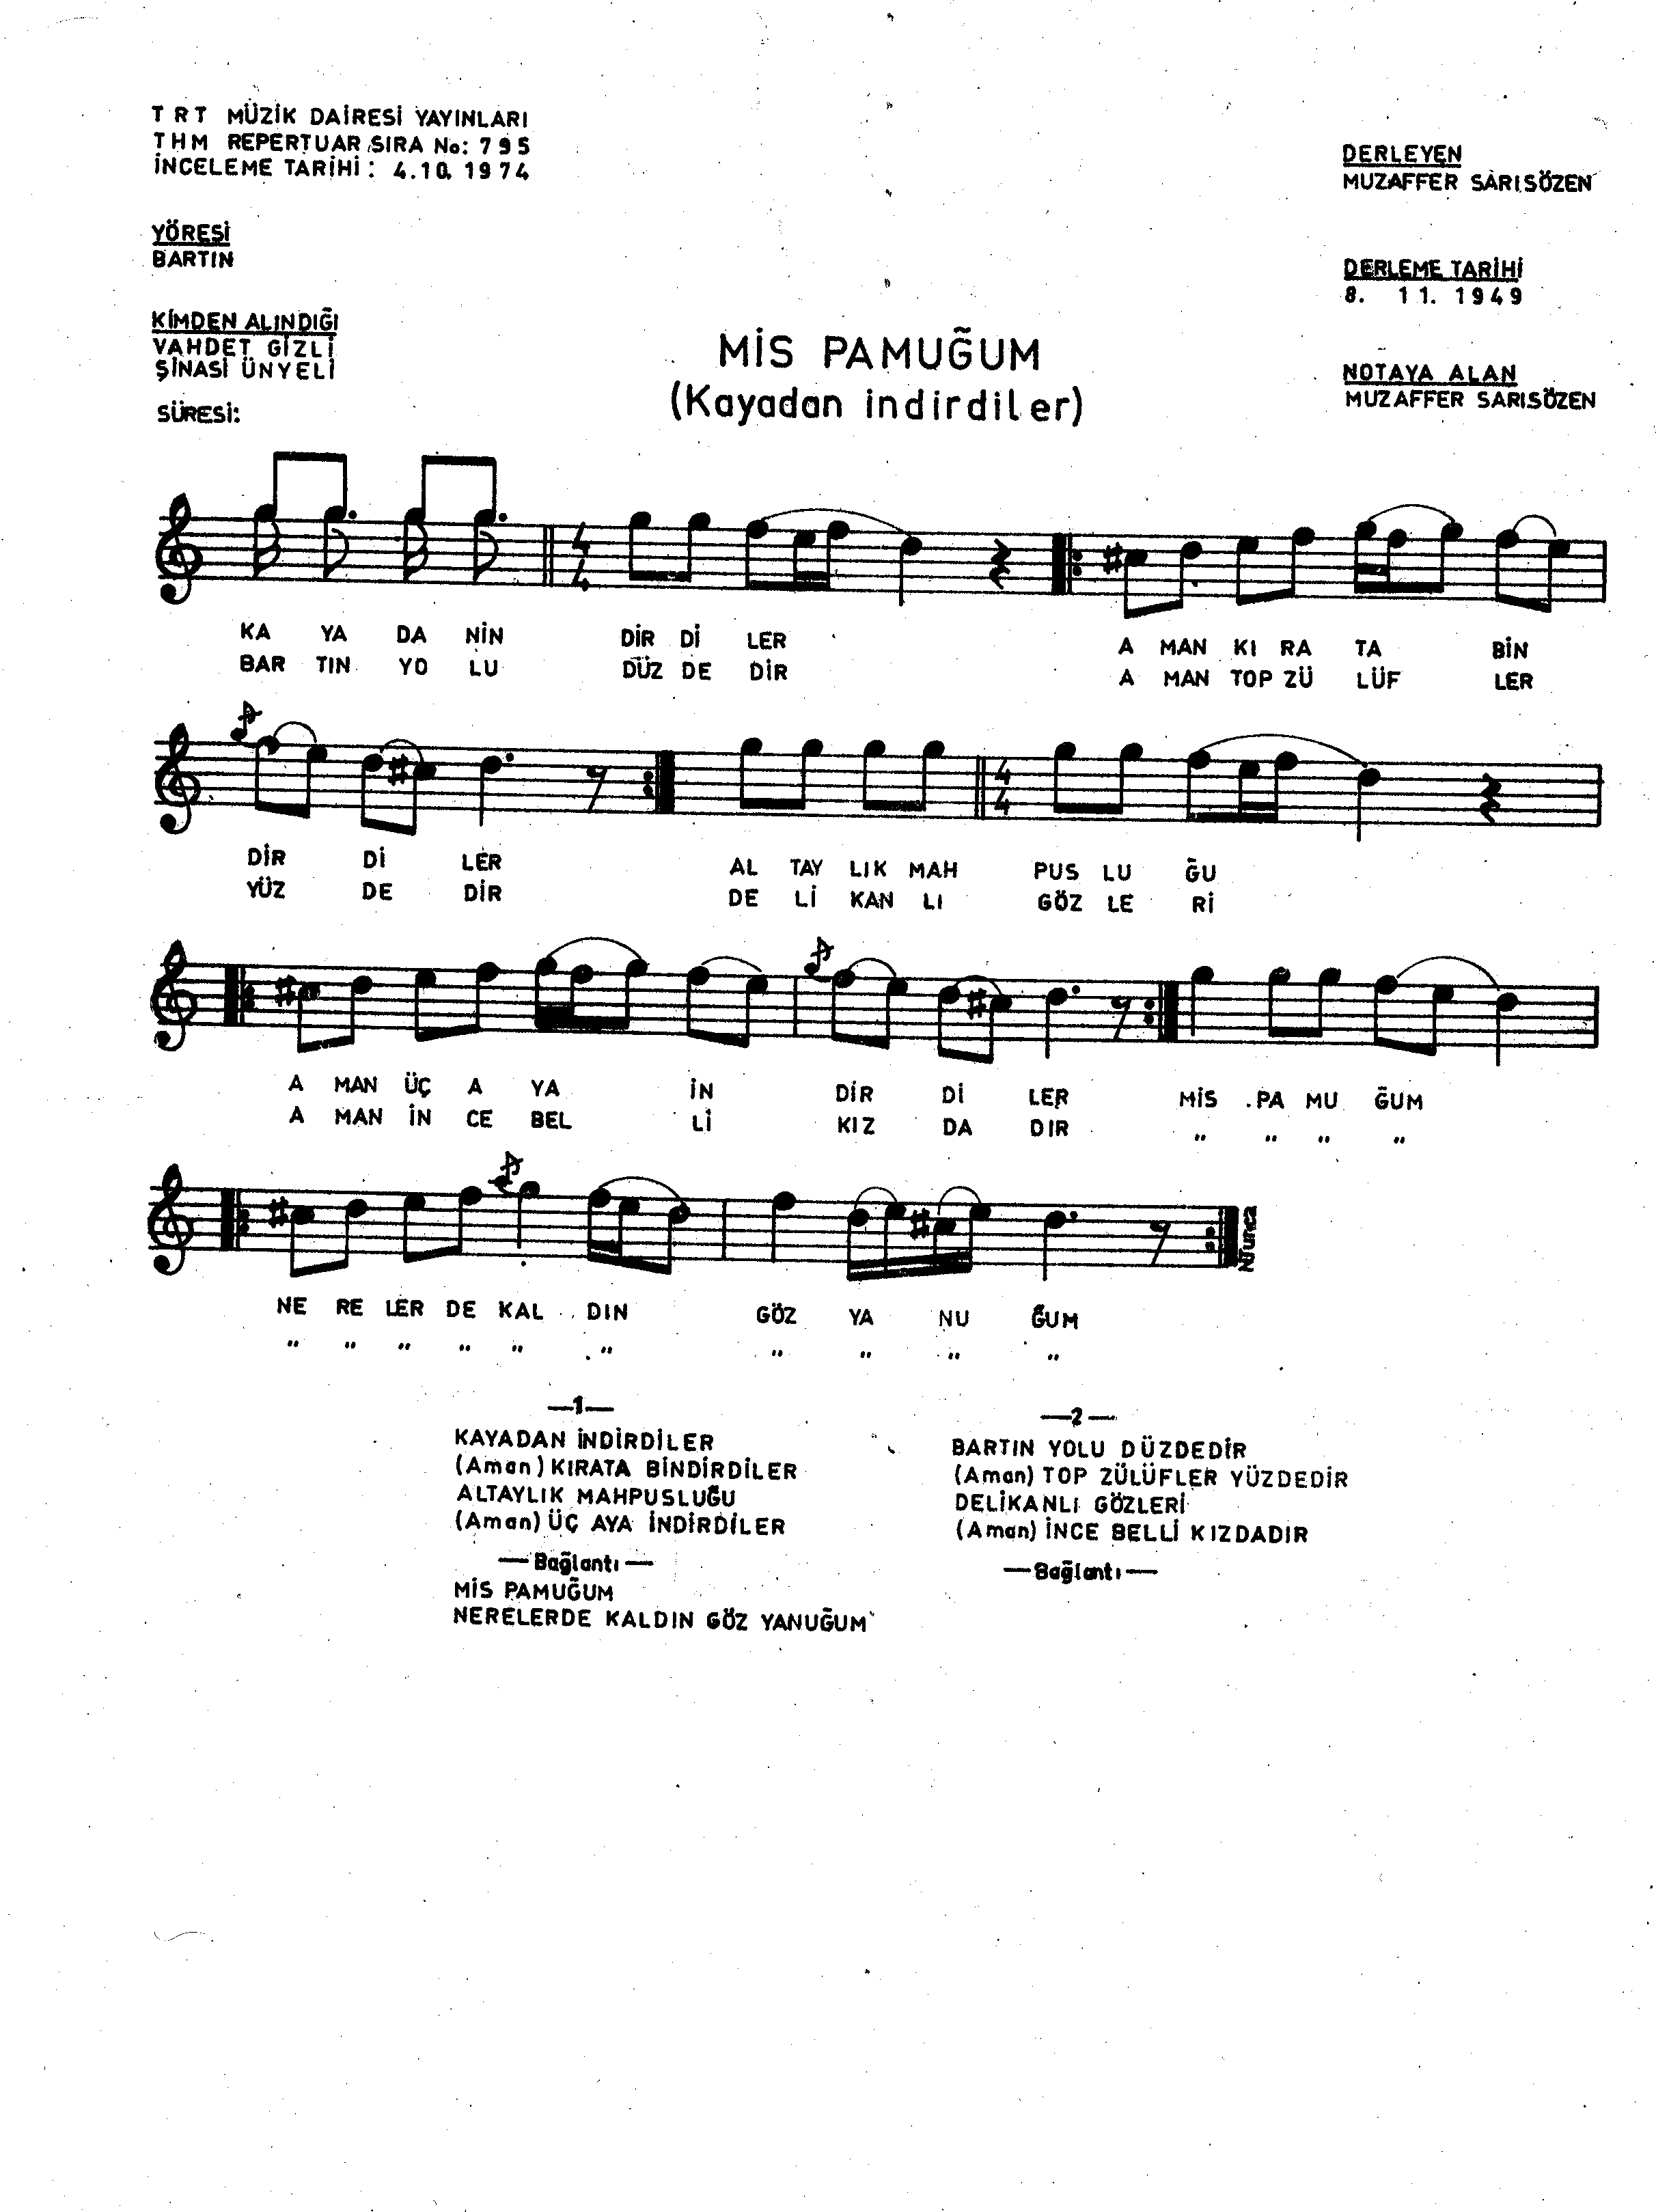 T R T MÜZİK DAİRESİ YAYINLARI
THM REPERTUAR SIRA No: 795
İNCELEME TARİHİ : 4.10. 1974
DERLEYEN
MUZAFFER SARISÖZEN
YÖRESİ
BARTIN
DERLEME TARİHİ
8. 11. 1949
KİMDEN ALINDIĞI
VAHDET GİZLİ
ŞİNASİ ÜNYELİ
SÜRESİ:
MİS PAMUĞUM
(Kayadan indirdiler)
NOTAYA ALAN
MUZAFFER SARISÖZEN
4
4
KA YA DA NİN DİR Dİ LER A MAN KI RA TA BİN
BAR TIN YO LU DÜZ DE DİR A MAN TOP ZÜ LÜF LER
4
4
DİR Dİ LER AL TAY LIK MAH PUS LU ĞU
YÜZ DE DİR DE Lİ KAN LI GÖZ LE Rİ
A MAN ÜÇ A YA İN DİR Dİ LER MİS PA MU ĞUM
A MAN İN CE BEL Lİ KIZ DA DIR " " " "
Nrunca
NE RE LER DE KAL DIN GÖZ YA NU ĞUM
" " " " " " " " " "
—1—
KAYADAN İNDİRDİLER
(Aman) KIRATA BİNDİRDİLER
ALTAYLIK MAHPUSLUĞU
(Aman) ÜÇ AYA İNDİRDİLER
— Bağlantı —
MİS PAMUĞUM
NERELERDE KALDIN GÖZ YANUĞUM
—2—
BARTIN YOLU DÜZDEDİR
(Aman) TOP ZÜLÜFLER YÜZDEDİR
DELİKANLI GÖZLERİ
(Aman) İNCE BELLİ KIZDADIR
— Bağlantı —